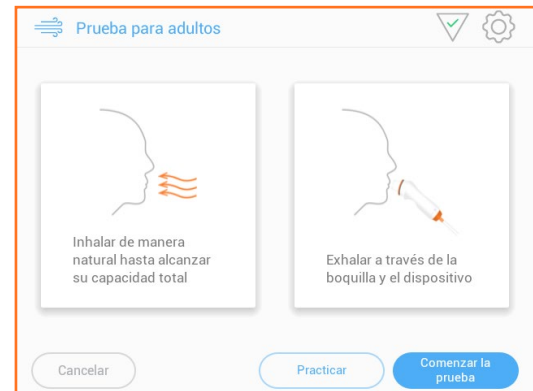 Prueba para adultos
Inhalar de manera
natural hasta alcanzar
su capacidad total
Exhalar a través de la
boquilla y el dispositivo
Cancelar
Practicar
Comenzar la
prueba